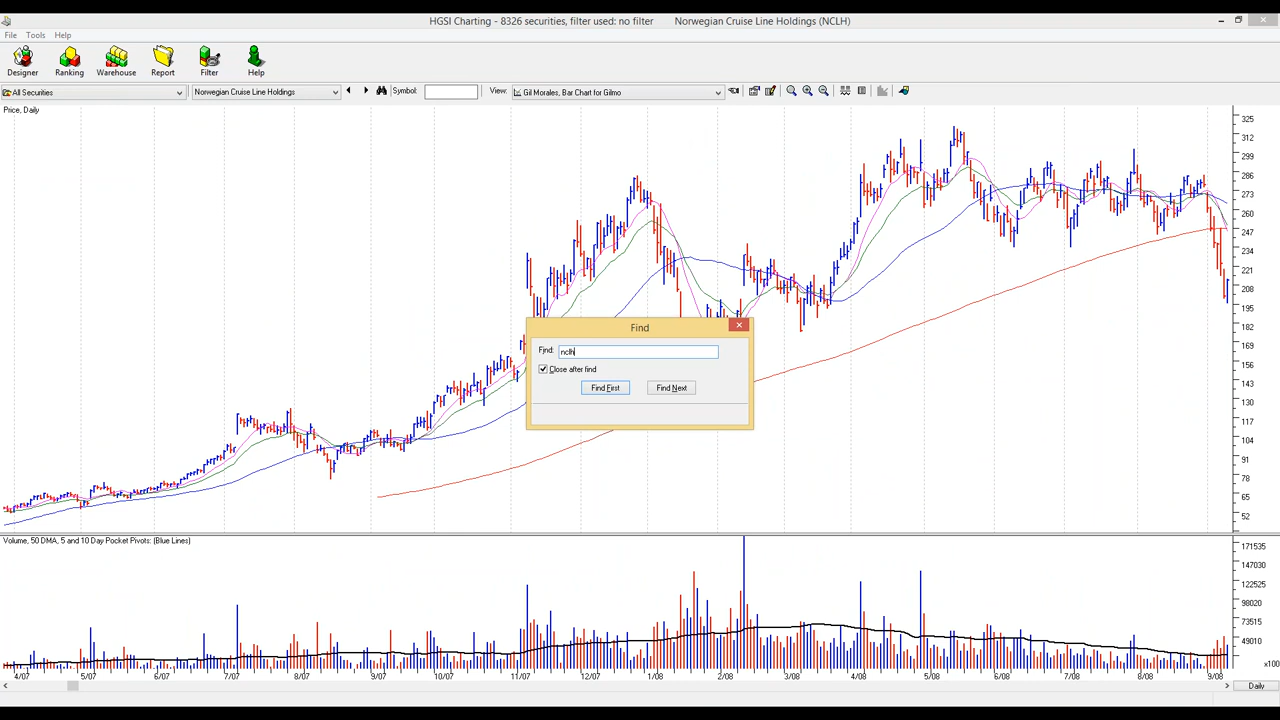 HGSI Charting - 8326 securities, filter used: no filter Norwegian Cruise Line Holdings (NCLH)
File Tools Help
Designer Ranking Warehouse Report Filter Help
All Securities Norwegian Cruise Line Holdings Symbol: View: Gil Morales, Bar Chart for Gilmo
Price, Daily
325
312
299
286
273
260
247
234
221
208
195
182
169
156
143
130
117
104
91
78
65
52
Find
Find: nclh
Close after find
Find First Find Next
Volume, 50 DMA, 5 and 10 Day Pocket Pivots: (Blue Lines)
171535
147030
122525
98020
73515
49010
x100
4/07 5/07 6/07 7/07 8/07 9/07 10/07 11/07 12/07 1/08 2/08 3/08 4/08 5/08 6/08 7/08 8/08 9/08
Daily